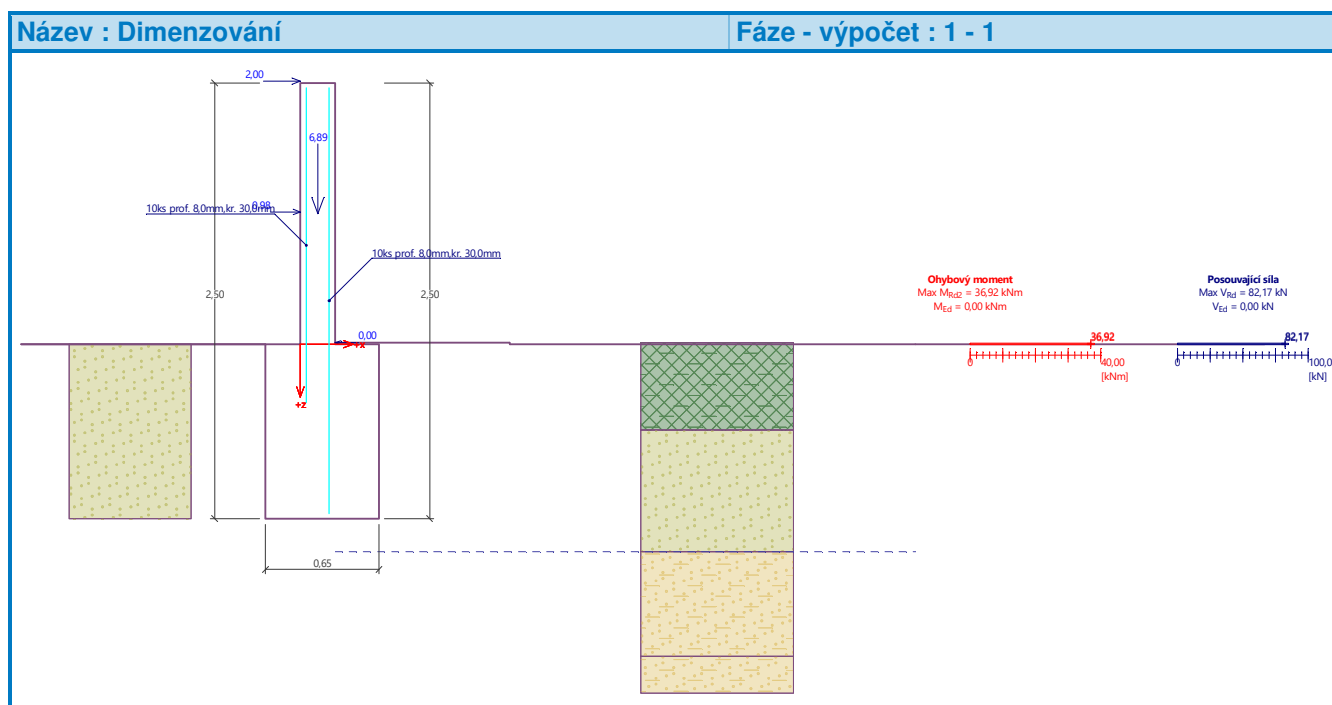 Název : Dimenzování
Fáze - výpočet : 1 - 1
2,00
6,89
10ks prof. 8,0mm,kr. 30,0mm
0,98
10ks prof. 8,0mm,kr. 30,0mm
2,50
2,50
0,00
+x
+z
0,65
Ohybový moment
Max MRd2 = 36,92 kNm
MEd = 0,00 kNm
36,92
0
40,00
[kNm]
Posouvající síla
Max VRd = 82,17 kN
VEd = 0,00 kN
82,17
0
100,0
[kN]